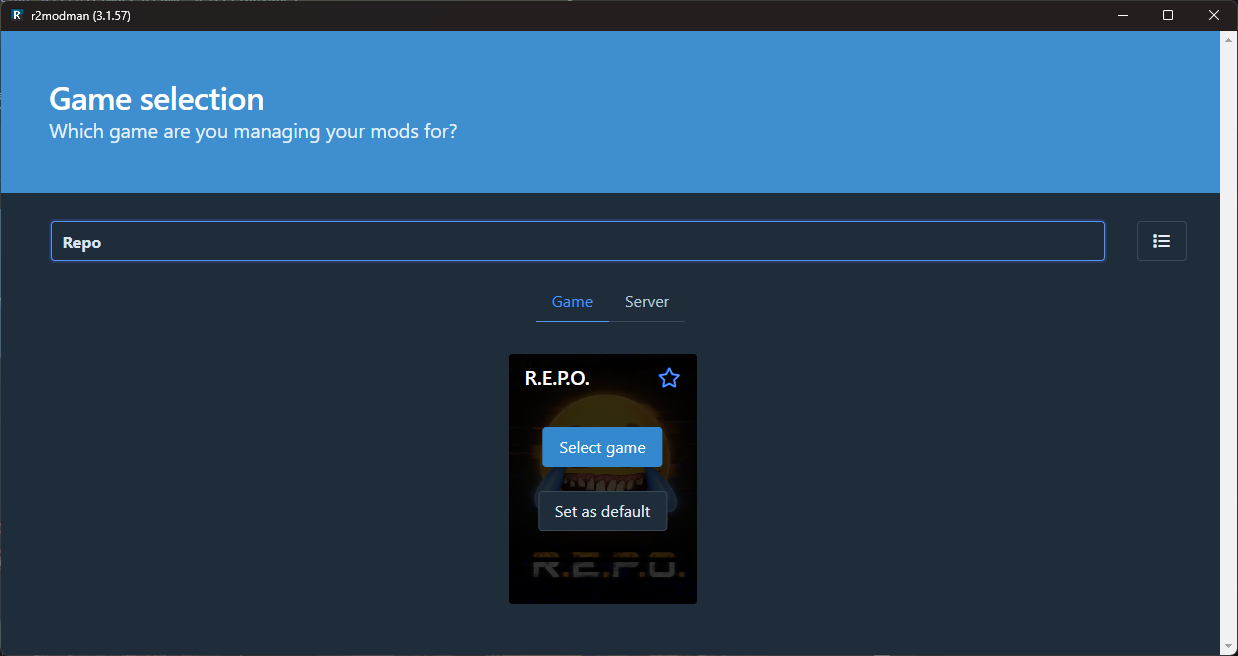 R r2modman (3.1.57)
Game selection
Which game are you managing your mods for?
Repo
Game Server
R.E.P.O.
Select game
Set as default
R.E.P.O.